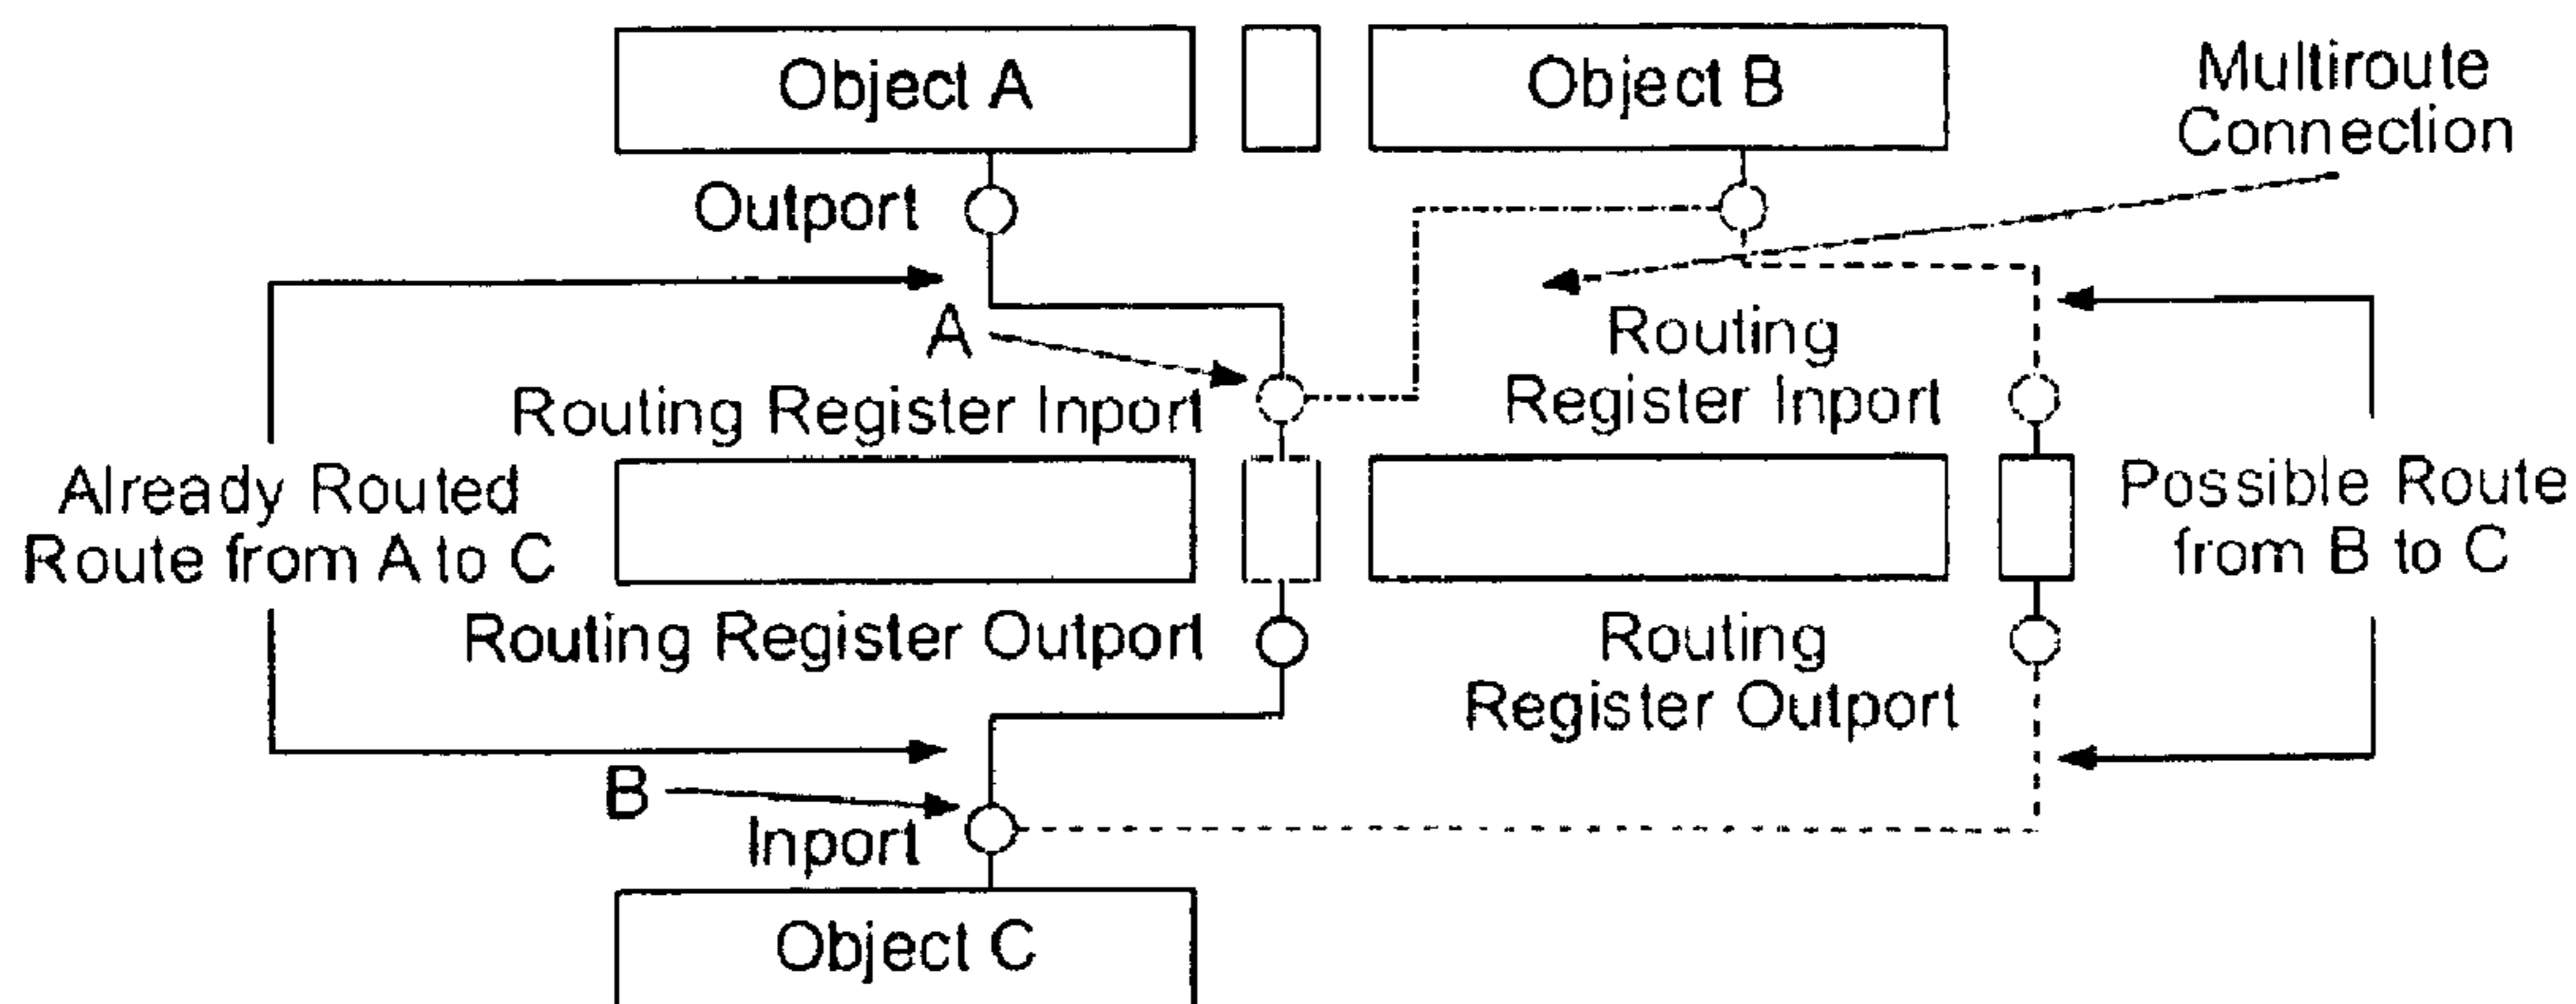 Object A
Object B
Multiroute
Connection
Outport
A
Routing
Register Inport
Routing Register Inport
Already Routed
Route from A to C
Possible Route
from B to C
Routing Register Outport
Routing
Register Outport
B
Inport
Object C